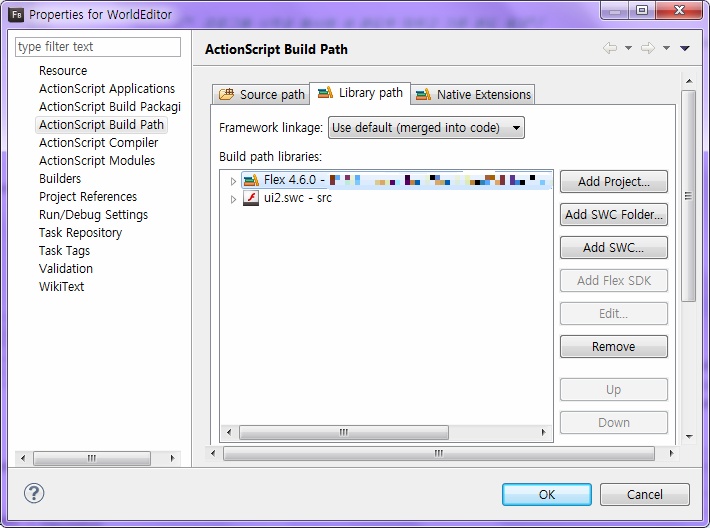 Fb Properties for WorldEditor
type filter text
Resource
ActionScript Applications
ActionScript Build Packagi
ActionScript Build Path
ActionScript Compiler
ActionScript Modules
Builders
Project References
Run/Debug Settings
Task Repository
Task Tags
Validation
WikiText
ActionScript Build Path
Source path Library path Native Extensions
Framework linkage: Use default (merged into code)
Build path libraries:
Flex 4.6.0 -
ui2.swc - src
Add Project...
Add SWC Folder...
Add SWC...
Add Flex SDK
Edit...
Remove
Up
Down
? OK Cancel